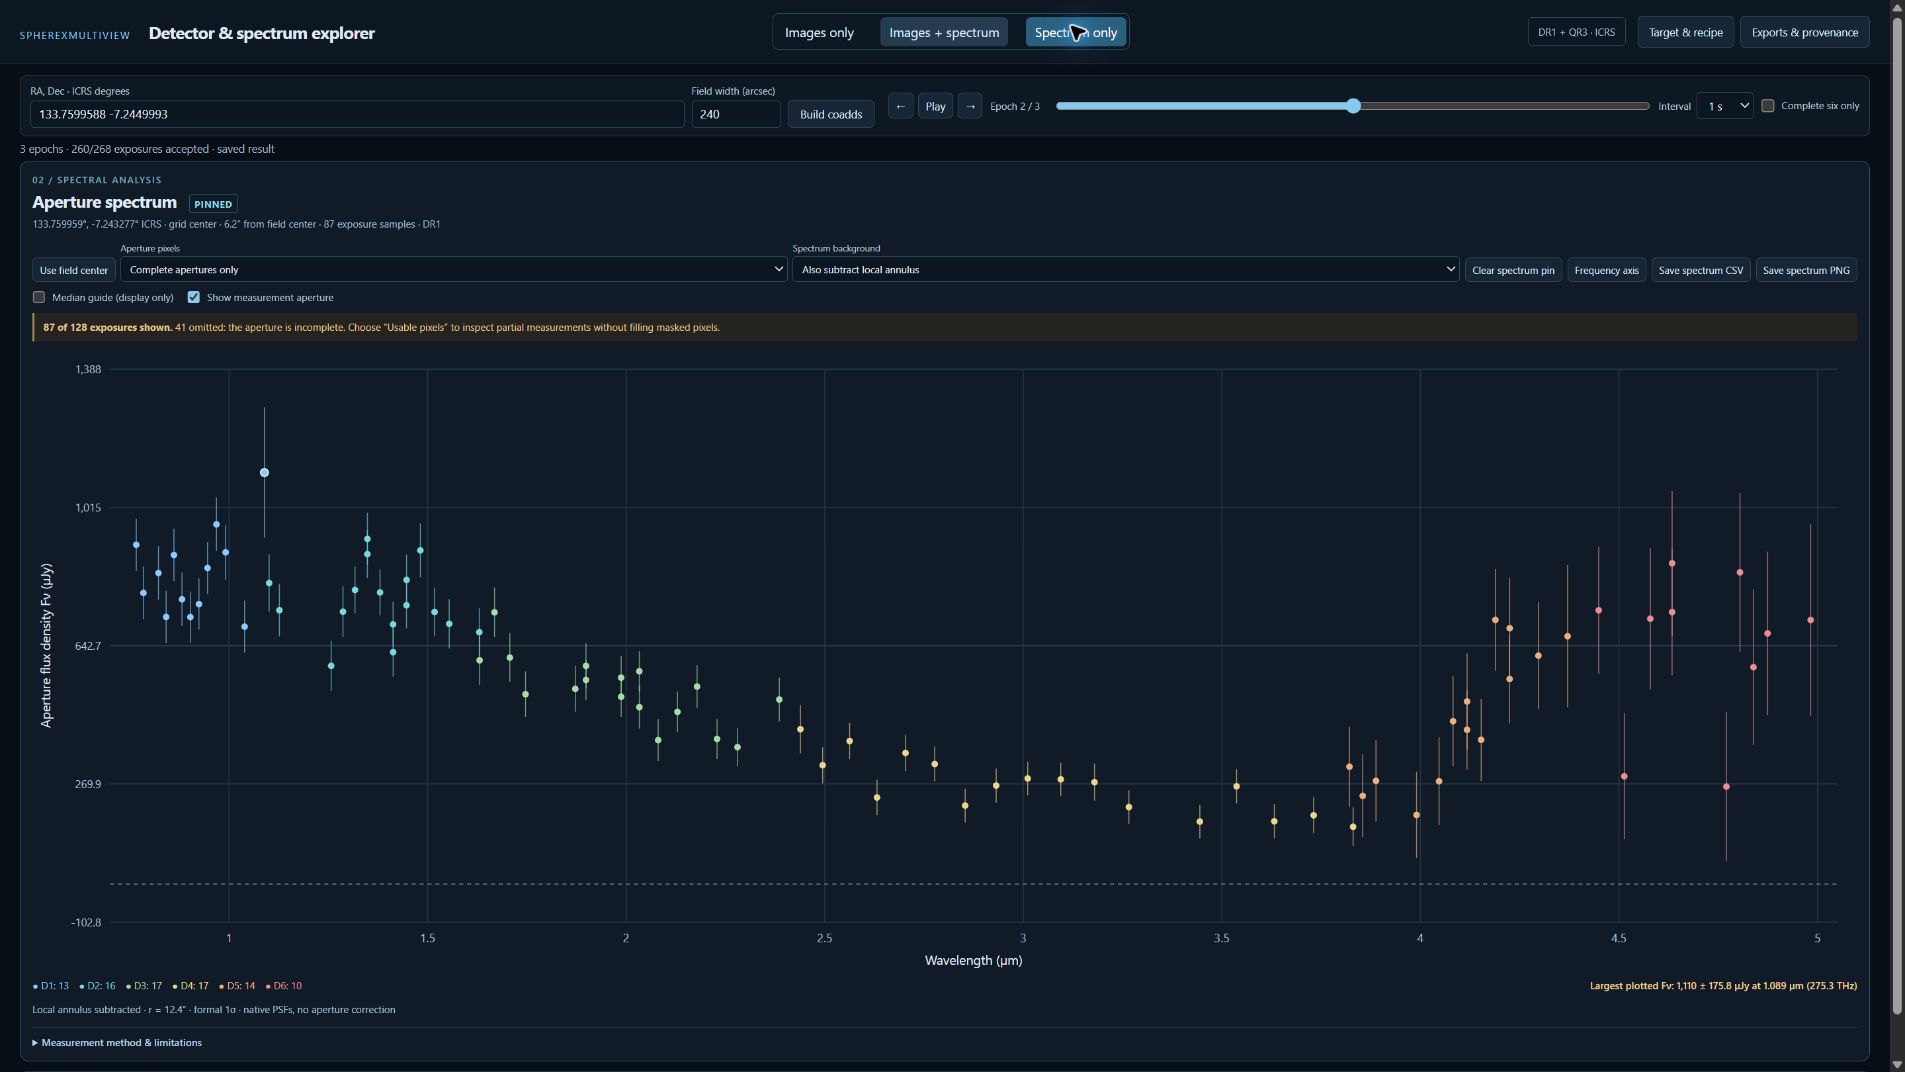 SPHEREXMULTIVIEW Detector & spectrum explorer Images only Images + spectrum DR1 + QR3 · ICRS Target & recipe Exports & provenance
RA, Dec · ICRS degrees Field width (arcsec)
133.7599588 -7.2449993 240 Build coadds ← Play → Epoch 2 / 3 Interval 1 s Complete six only
3 epochs · 260/268 exposures accepted · saved result
02 / SPECTRAL ANALYSIS
Aperture spectrum PINNED
133.759959°, -7.243277° ICRS · grid center · 6.2" from field center · 87 exposure samples · DR1
Aperture pixels Spectrum background
Use field center Complete apertures only Also subtract local annulus Clear spectrum pin Frequency axis Save spectrum CSV Save spectrum PNG
Median guide (display only) Show measurement aperture
87 of 128 exposures shown. 41 omitted: the aperture is incomplete. Choose “Usable pixels” to inspect partial measurements without filling masked pixels.
1,388
1,015
642.7
269.9
-102.8
Aperture flux density Fν (µJy)
1 1.5 2 2.5 3 3.5 4 4.5 5
Wavelength (µm)
D1: 13 D2: 16 D3: 17 D4: 17 D5: 14 D6: 10 Largest plotted Fν: 1,110 ± 175.8 µJy at 1.089 µm (275.3 THz)
Local annulus subtracted · r = 12.4" · formal 1σ · native PSFs, no aperture correction
Measurement method & limitations